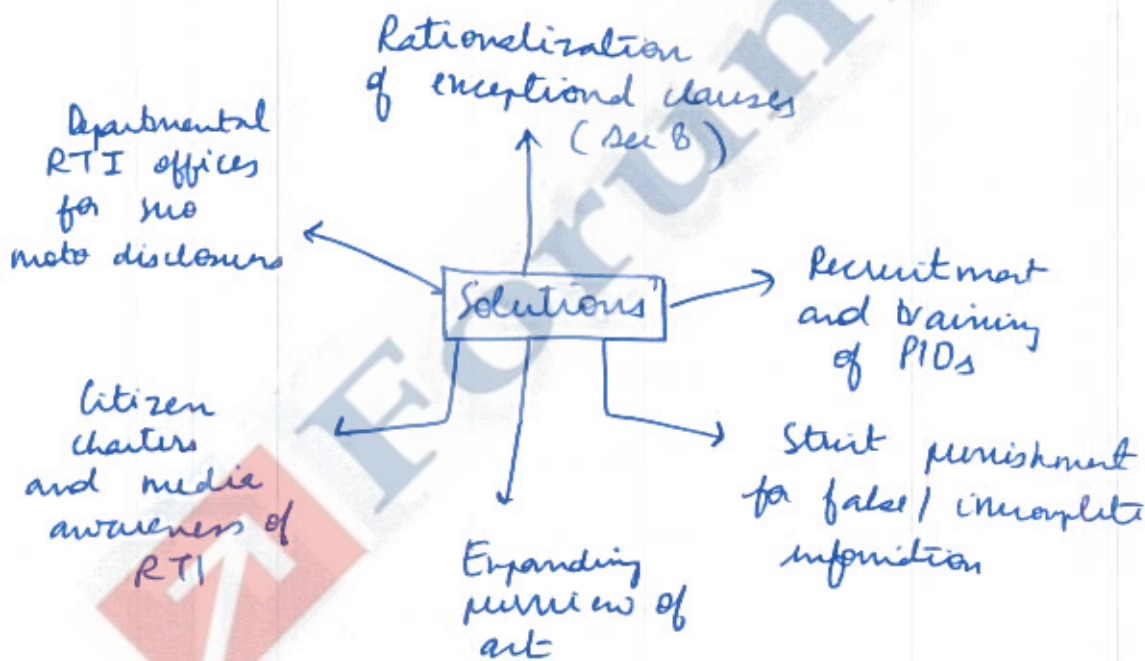 Rationalization
of exceptional clauses
(sec 8)
Departmental
RTI offices
for suo
moto disclosures
Solutions
Recruitment
and training
of PIOs
Citizen
charters
and media
awareness of
RTI
Strict punishment
for false/ incomplete
information
Expanding
purview of
act
Forum